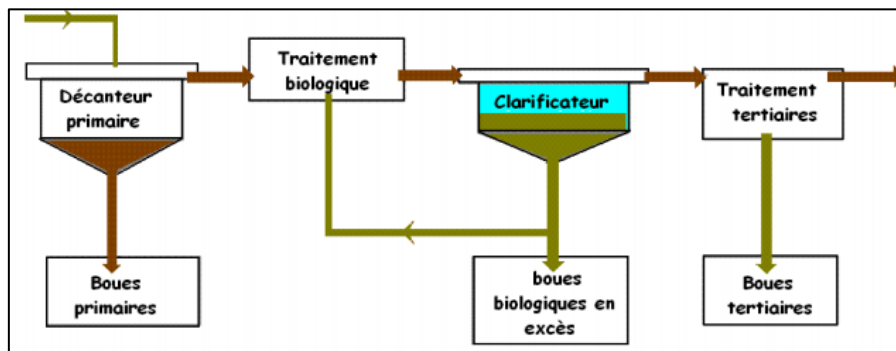 Décanteur
primaire
Traitement
biologique
Clarificateur
Traitement
tertiaires
Boues
primaires
boues
biologiques en
excès
Boues
tertiaires